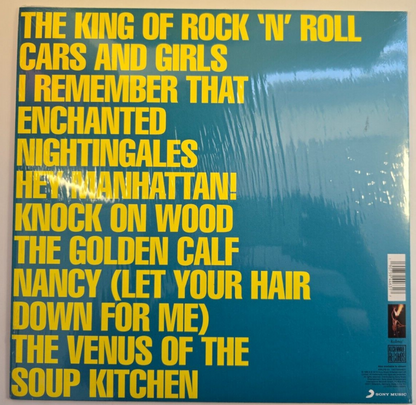 THE KING OF ROCK 'N' ROLL
CARS AND GIRLS
I REMEMBER THAT
ENCHANTED
NIGHTINGALES
HEY MANHATTAN!
KNOCK ON WOOD
THE GOLDEN CALF
NANCY (LET YOUR HAIR
DOWN FOR ME)
THE VENUS OF THE
SOUP KITCHEN
SONY MUSIC